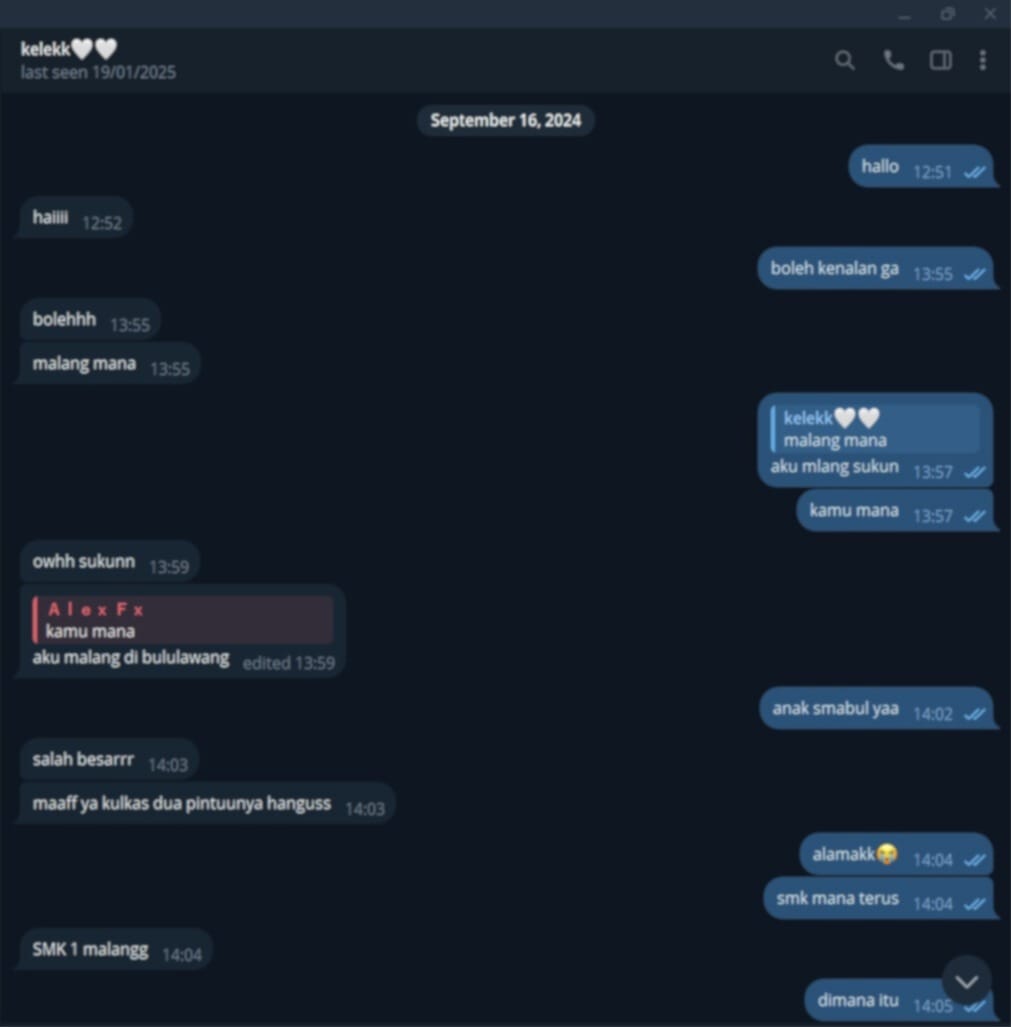 kelekk🤍🤍
last seen 19/01/2025
September 16, 2024
hallo 12:51
haiiii 12:52
boleh kenalan ga 13:55
bolehhh 13:55
malang mana 13:55
kelekk🤍🤍
malang mana
aku mlang sukun 13:57
kamu mana 13:57
owhh sukunn 13:59
A l e x F x
kamu mana
aku malang di bululawang edited 13:59
anak smabul yaa 14:02
salah besarrr 14:03
maaff ya kulkas dua pintuunya hanguss 14:03
alamakk😭 14:04
smk mana terus 14:04
SMK 1 malangg 14:04
dimana itu 14:05